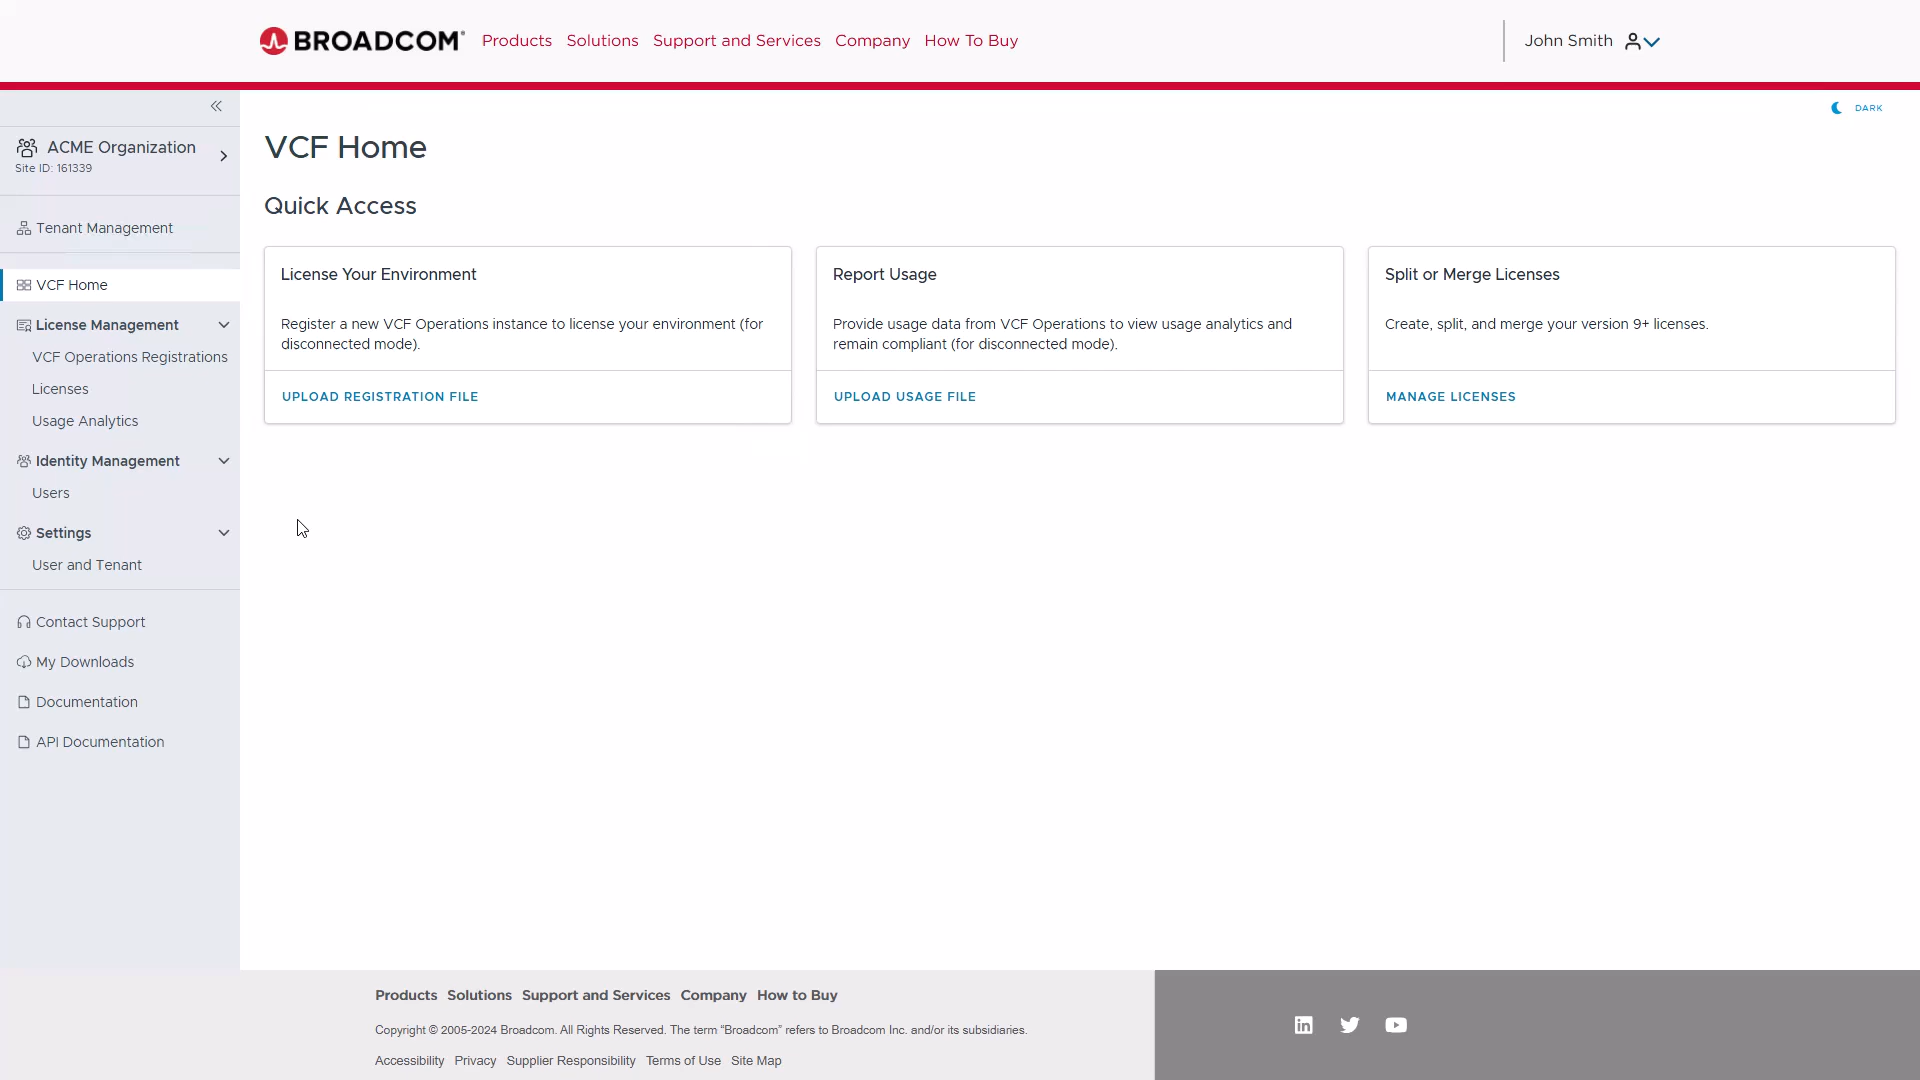 BROADCOM Products Solutions Support and Services Company How To Buy John Smith
DARK
ACME Organization
Site ID: 161339
Tenant Management
VCF Home
License Management
VCF Operations Registrations
Licenses
Usage Analytics
Identity Management
Users
Settings
User and Tenant
Contact Support
My Downloads
Documentation
API Documentation
VCF Home
Quick Access
License Your Environment
Register a new VCF Operations instance to license your environment (for
disconnected mode).
UPLOAD REGISTRATION FILE
Report Usage
Provide usage data from VCF Operations to view usage analytics and
remain compliant (for disconnected mode).
UPLOAD USAGE FILE
Split or Merge Licenses
Create, split, and merge your version 9+ licenses.
MANAGE LICENSES
Products Solutions Support and Services Company How to Buy
Copyright © 2005-2024 Broadcom. All Rights Reserved. The term “Broadcom” refers to Broadcom Inc. and/or its subsidiaries.
Accessibility Privacy Supplier Responsibility Terms of Use Site Map